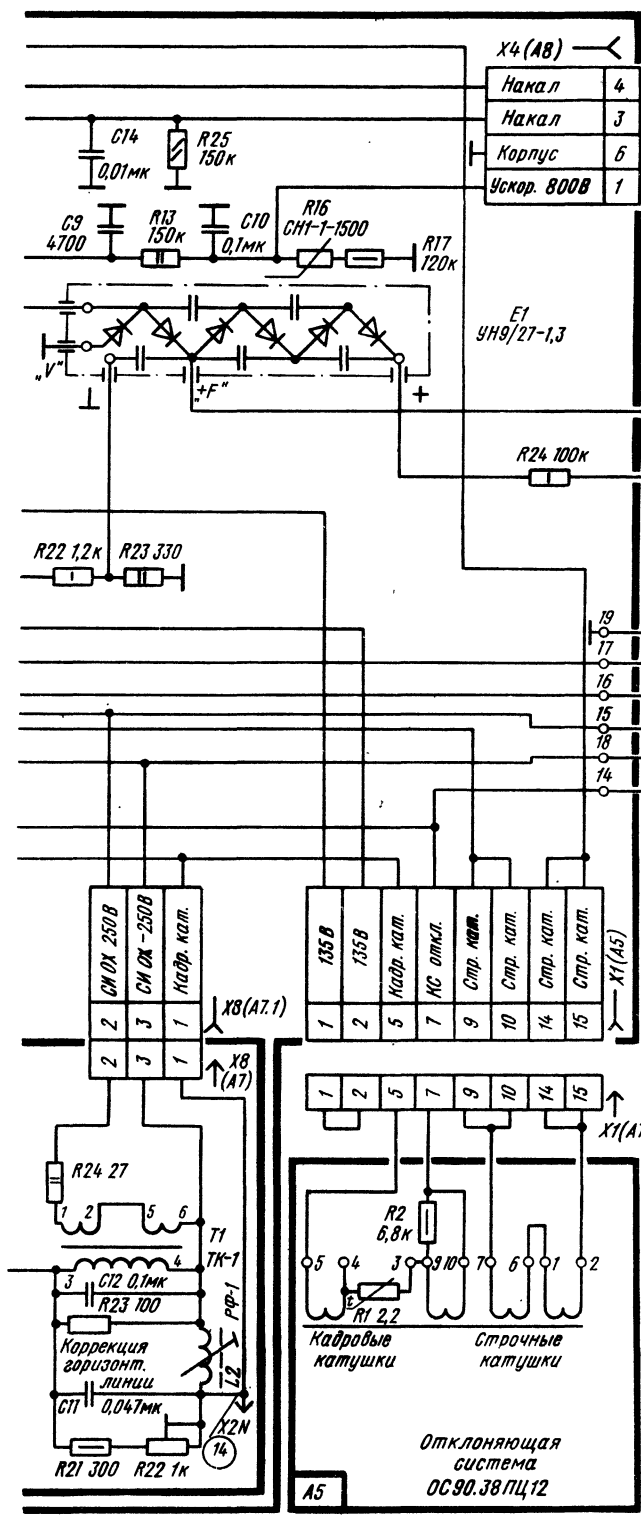 X4(A8)
Накал 4
Накал 3
Корпус 6
Ускор. 800В 1
C14
0,01мк
R25
150к
C9
4700
R13
150к
C10
0,1мк
R16
СН1-1-1500
R17
120к
E1
УН9/27-1,3
„V"
⊥
„+F"
+
R24 100к
R22 1,2к
R23 330
19
17
16
15
18
14
СИ ОХ 250В
СИ ОХ -250В
Кадр. кат.
2
3
1
X8(A7.1)
2
3
1
X8
(A7)
135В
135В
Кадр. кат.
КС откл.
Стр. кат.
Стр. кат.
Стр. кат.
Стр. кат.
1
2
5
7
9
10
14
15
X1(A5)
1
2
5
7
9
10
14
15
X1(A7
R24 27
1
2
5
6
T1
ТК-1
3
4
C12 0,1мк
R23 100
РФ-1
Коррекция
горизонт.
линии
L2
C11
0,047мк
X2N
14
R21 300
R22 1к
R2
6,8к
5
4
3
9
10
7
6
1
2
t
R1 2,2
Кадровые
катушки
Строчные
катушки
Отклоняющая
система
ОС90.38ПЦ12
A5